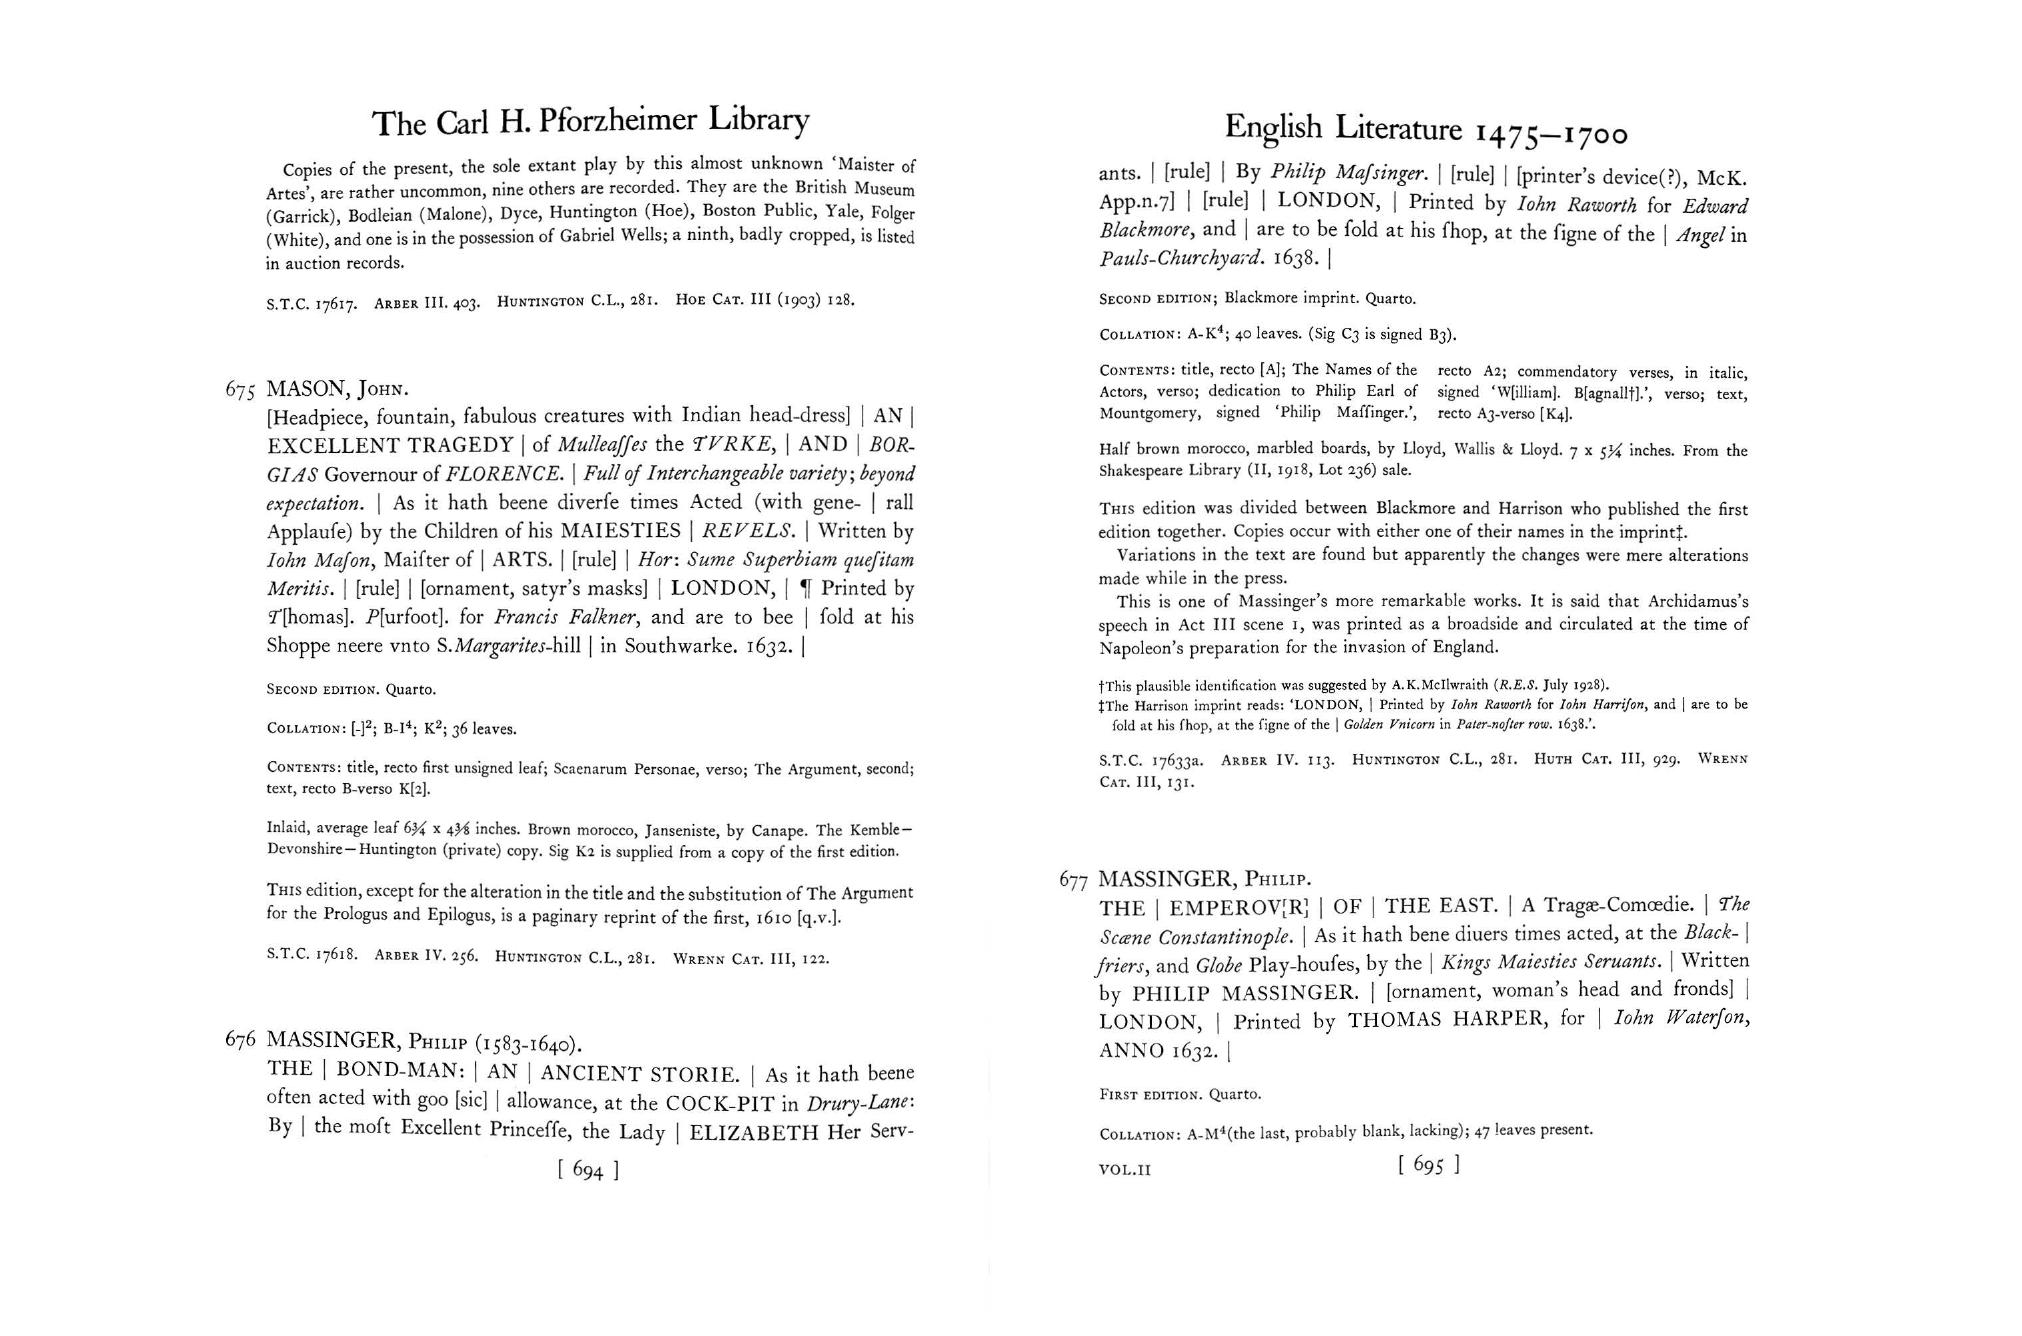 The Carl H. Pforzheimer Library
Copies of the present, the sole extant play by this almost unknown ‘Maister of
Artes’, are rather uncommon, nine others are recorded. They are the British Museum
(Garrick), Bodleian (Malone), Dyce, Huntington (Hoe), Boston Public, Yale, Folger
(White), and one is in the possession of Gabriel Wells; a ninth, badly cropped, is listed
in auction records.
S.T.C. 17617. ARBER III. 403. HUNTINGTON C.L., 281. HOE CAT. III (1903) 128.
675 MASON, JOHN.
[Headpiece, fountain, fabulous creatures with Indian head-dress] | AN |
EXCELLENT TRAGEDY | of Mulleaſſes the TVRKE, | AND | BOR-
GIAS Governour of FLORENCE. | Full of Interchangeable variety; beyond
expectation. | As it hath beene diverſe times Acted (with gene- | rall
Applauſe) by the Children of his MAIESTIES | REVELS. | Written by
Iohn Maſon, Maiſter of | ARTS. | [rule] | Hor: Sume Superbiam queſitam
Meritis. | [rule] | [ornament, satyr’s masks] | LONDON, | ¶ Printed by
T[homas]. P[urfoot]. for Francis Falkner, and are to bee | ſold at his
Shoppe neere vnto S.Margarites-hill | in Southwarke. 1632. |
SECOND EDITION. Quarto.
COLLATION: [-]²; B-I⁴; K²; 36 leaves.
CONTENTS: title, recto first unsigned leaf; Scaenarum Personae, verso; The Argument, second;
text, recto B-verso K[2].
Inlaid, average leaf 6¾ x 4⅜ inches. Brown morocco, Janseniste, by Canape. The Kemble—
Devonshire—Huntington (private) copy. Sig K2 is supplied from a copy of the first edition.
THIS edition, except for the alteration in the title and the substitution of The Argument
for the Prologus and Epilogus, is a paginary reprint of the first, 1610 [q.v.].
S.T.C. 17618. ARBER IV. 256. HUNTINGTON C.L., 281. WRENN CAT. III, 122.
676 MASSINGER, PHILIP (1583-1640).
THE | BOND-MAN: | AN | ANCIENT STORIE. | As it hath beene
often acted with goo [sic] | allowance, at the COCK-PIT in Drury-Lane:
By | the moſt Excellent Princeſſe, the Lady | ELIZABETH Her Serv-
[ 694 ]
English Literature 1475—1700
ants. | [rule] | By Philip Maſsinger. | [rule] | [printer’s device(?), McK.
App.n.7] | [rule] | LONDON, | Printed by Iohn Raworth for Edward
Blackmore, and | are to be ſold at his ſhop, at the ſigne of the | Angel in
Pauls-Churchyard. 1638. |
SECOND EDITION; Blackmore imprint. Quarto.
COLLATION: A-K⁴; 40 leaves. (Sig C3 is signed B3).
CONTENTS: title, recto [A]; The Names of the
Actors, verso; dedication to Philip Earl of
Mountgomery, signed ‘Philip Maſſinger.’,
recto A2; commendatory verses, in italic,
signed ‘W[illiam]. B[agnall†].’, verso; text,
recto A3-verso [K4].
Half brown morocco, marbled boards, by Lloyd, Wallis & Lloyd. 7 x 5¼ inches. From the
Shakespeare Library (II, 1918, Lot 236) sale.
THIS edition was divided between Blackmore and Harrison who published the first
edition together. Copies occur with either one of their names in the imprint‡.
Variations in the text are found but apparently the changes were mere alterations
made while in the press.
This is one of Massinger’s more remarkable works. It is said that Archidamus’s
speech in Act III scene 1, was printed as a broadside and circulated at the time of
Napoleon’s preparation for the invasion of England.
†This plausible identification was suggested by A.K.McIlwraith (R.E.S. July 1928).
‡The Harrison imprint reads: ‘LONDON, | Printed by Iohn Raworth for Iohn Harriſon, and | are to be
ſold at his ſhop, at the ſigne of the | Golden Vnicorn in Pater-noſter row. 1638.’.
S.T.C. 17633a. ARBER IV. 113. HUNTINGTON C.L., 281. HUTH CAT. III, 929. WRENN
CAT. III, 131.
677 MASSINGER, PHILIP.
THE | EMPEROV[R] | OF | THE EAST. | A Tragæ-Comœdie. | The
Scæne Constantinople. | As it hath bene diuers times acted, at the Black- |
friers, and Globe Play-houſes, by the | Kings Maiesties Seruants. | Written
by PHILIP MASSINGER. | [ornament, woman’s head and fronds] |
LONDON, | Printed by THOMAS HARPER, for | Iohn Waterſon,
ANNO 1632. |
FIRST EDITION. Quarto.
COLLATION: A-M⁴(the last, probably blank, lacking); 47 leaves present.
VOL.II [ 695 ]